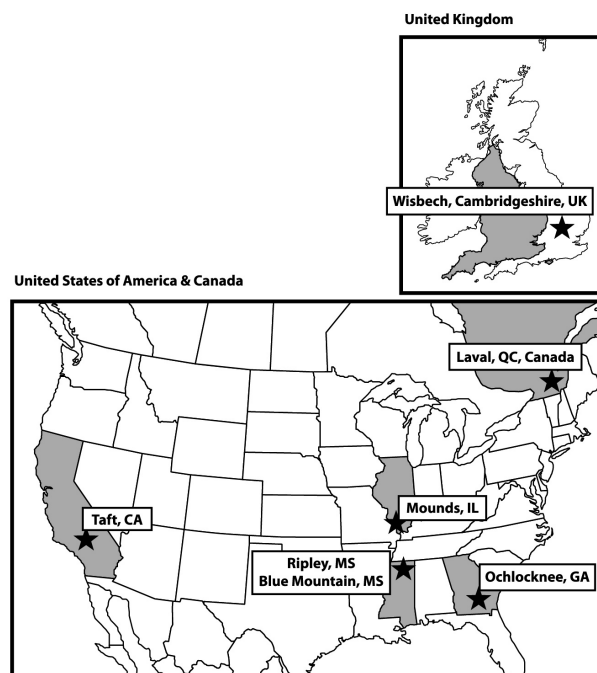 United Kingdom
Wisbech, Cambridgeshire, UK
United States of America & Canada
Laval, QC, Canada
Mounds, IL
Taft, CA
Ripley, MS
Blue Mountain, MS
Ochlocknee, GA